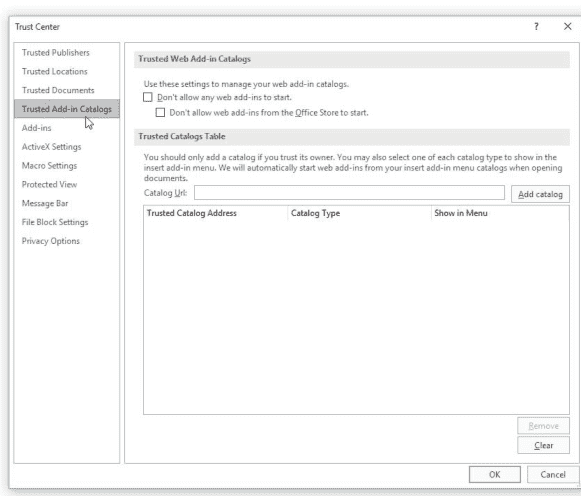 Trust Center
?
Trusted Publishers
Trusted Locations
Trusted Documents
Trusted Add-in Catalogs
Add-ins
ActiveX Settings
Macro Settings
Protected View
Message Bar
File Block Settings
Privacy Options
Trusted Web Add-in Catalogs
Use these settings to manage your web add-in catalogs.
Don't allow any web add-ins to start.
Don't allow web add-ins from the Office Store to start.
Trusted Catalogs Table
You should only add a catalog if you trust its owner. You may also select one of each catalog type to show in the
insert add-in menu. We will automatically start web add-ins from your insert add-in menu catalogs when opening
documents.
Catalog Url: Add catalog
Trusted Catalog Address Catalog Type Show in Menu
Remove
Clear
OK Cancel